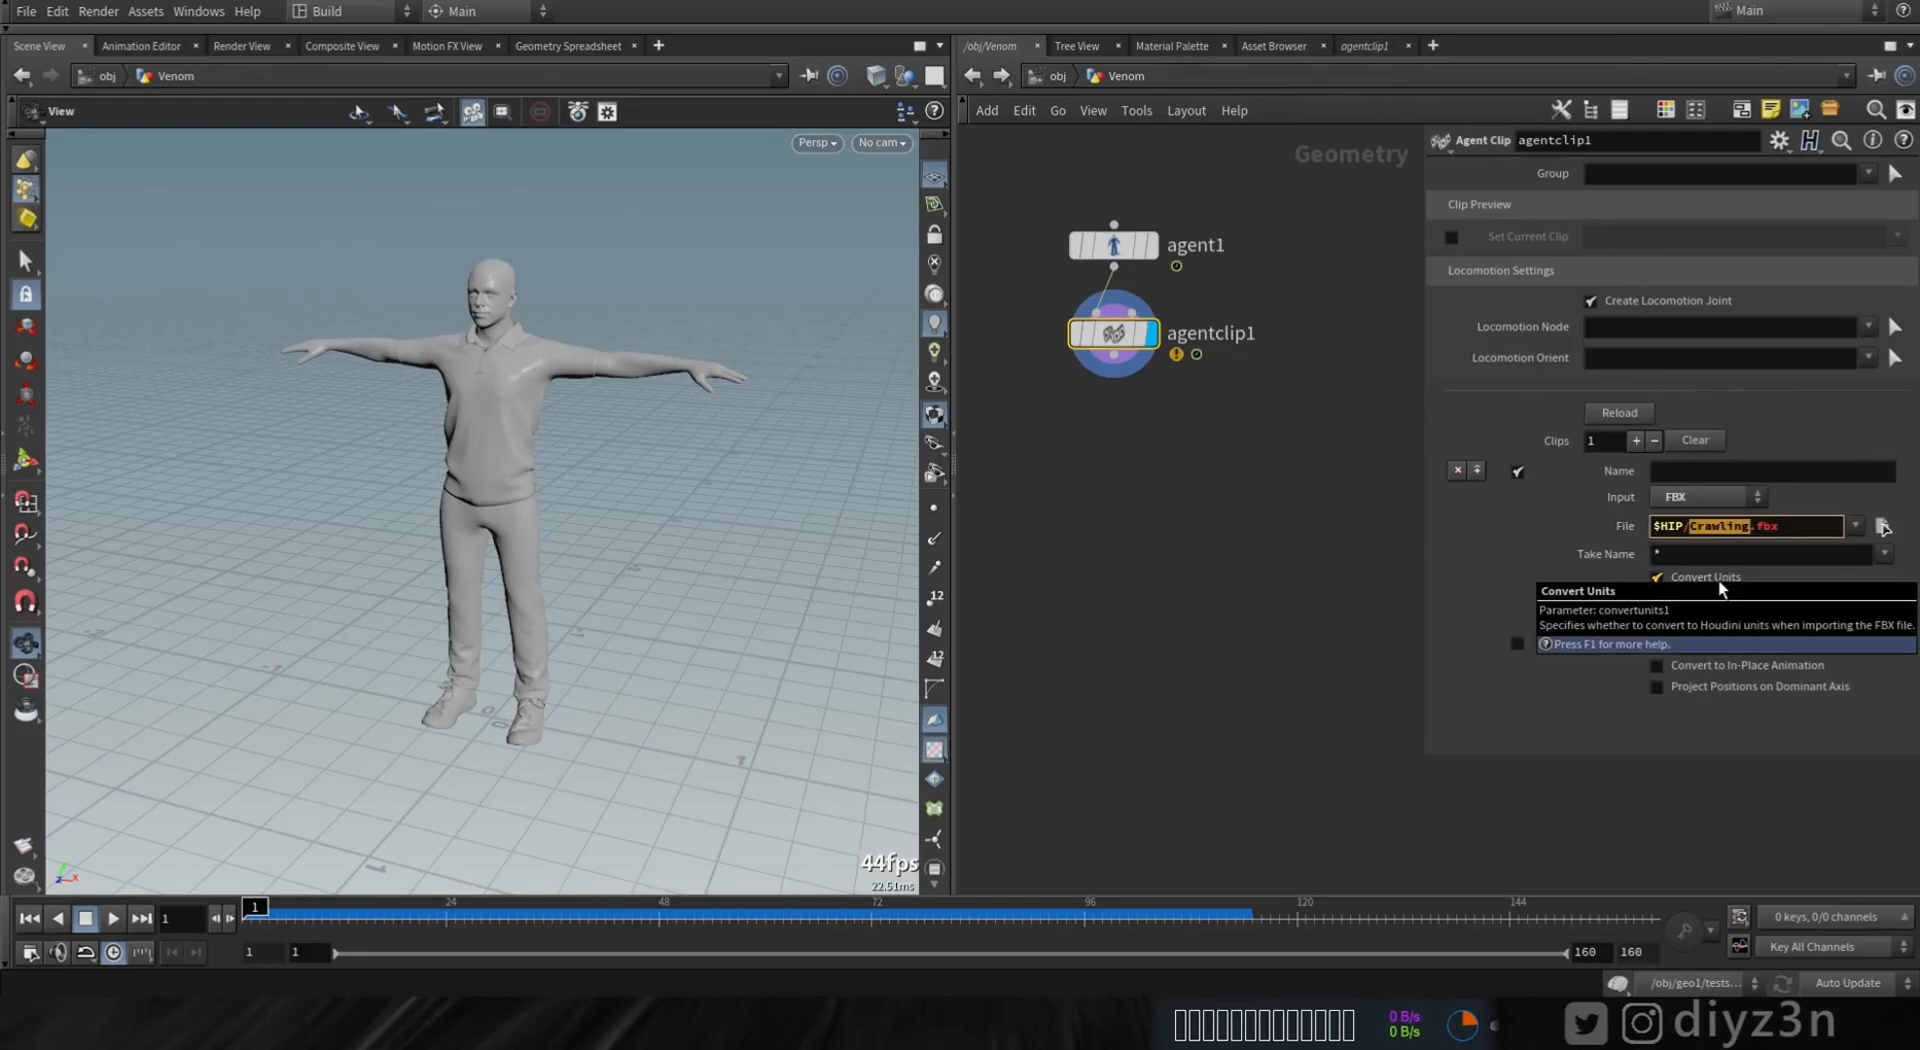 File Edit Render Assets Windows Help Build Main Main
Scene View Animation Editor Render View Composite View Motion FX View Geometry Spreadsheet
/obj/Venom Tree View Material Palette Asset Browser agentclip1
obj Venom
obj Venom
View
Add Edit Go View Tools Layout Help
Persp No cam
Geometry
Agent Clip agentclip1
Group
Clip Preview
Set Current Clip
Locomotion Settings
Create Locomotion Joint
Locomotion Node
Locomotion Orient
Reload
Clips 1 Clear
Name
Input FBX
File $HIP/Crawling.fbx
Take Name *
Convert Units
Convert Units
Parameter: convertunits1
Specifies whether to convert to Houdini units when importing the FBX file.
Press F1 for more help.
Convert to In-Place Animation
Project Positions on Dominant Axis
agent1
agentclip1
12
12
-1
0
1
44fps
22.51ms
z x
1 1 24 48 72 96 120 144
0 keys, 0/0 channels
1 1 160 160
Key All Channels
/obj/geo1/tests... Auto Update
0 B/s
0 B/s
diyz3n